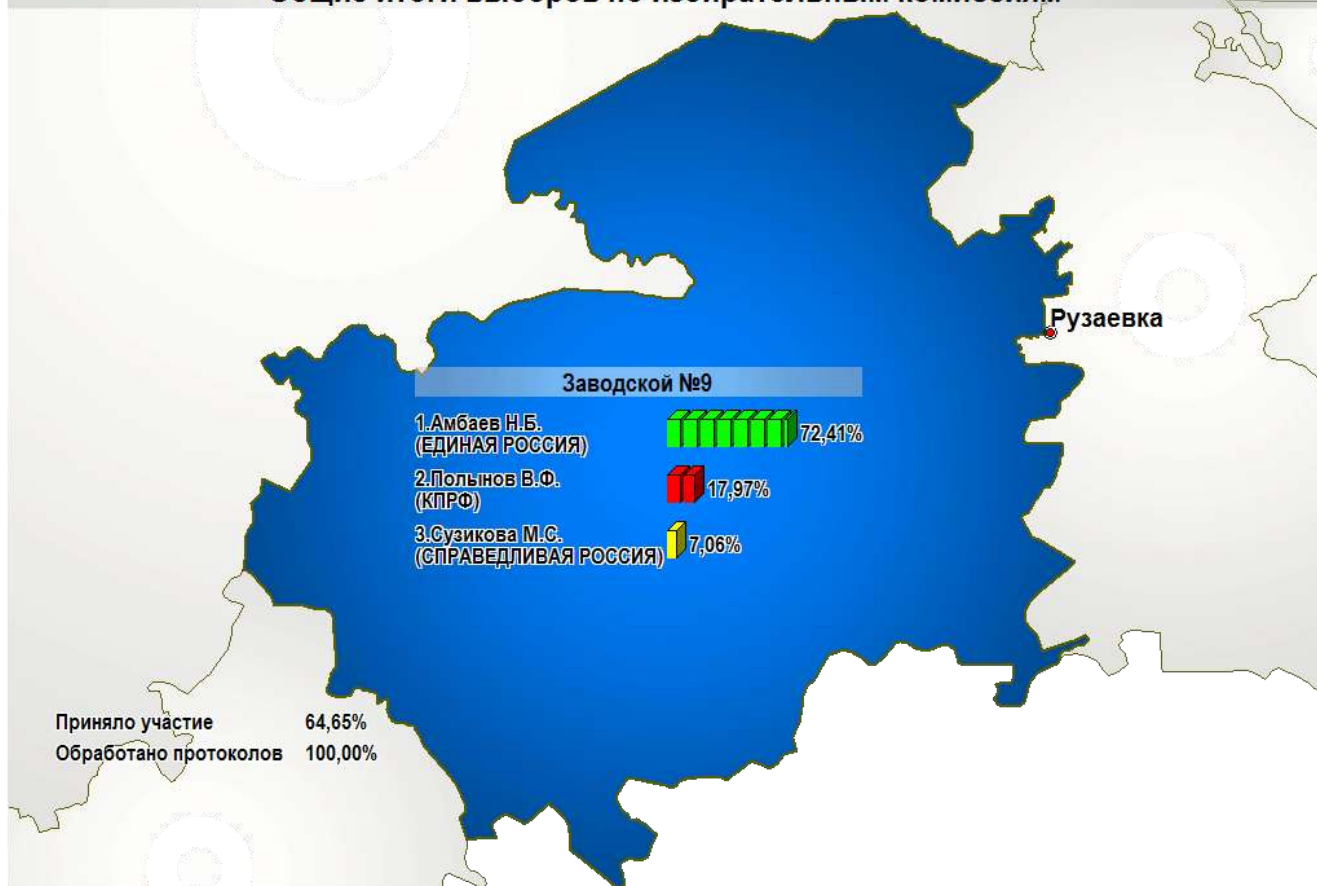 Рузаевка
Заводской №9
1.Амбаев Н.Б.
(ЕДИНАЯ РОССИЯ)
72,41%
2.Полынов В.Ф.
(КПРФ)
17,97%
3.Сузикова М.С.
(СПРАВЕДЛИВАЯ РОССИЯ)
7,06%
Приняло участие 64,65%
Обработано протоколов 100,00%